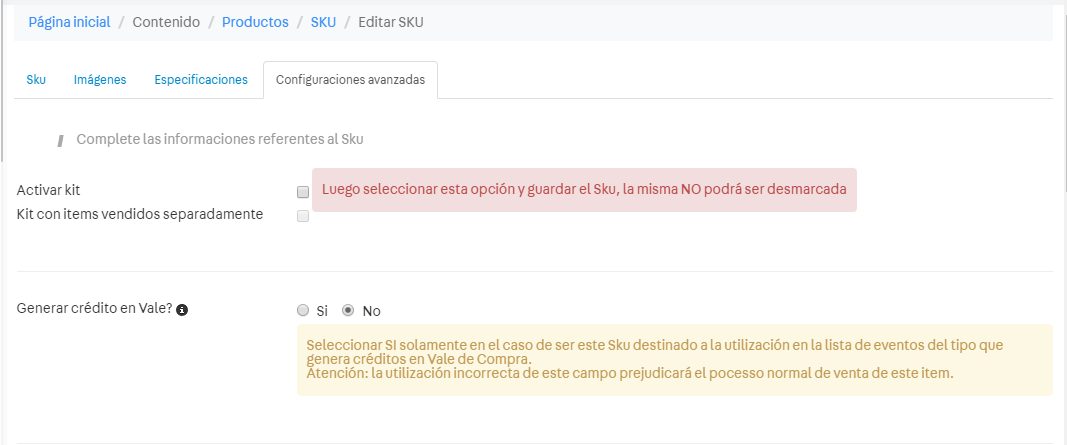 Página inicial / Contenido / Productos / SKU / Editar SKU
Sku Imágenes Especificaciones Configuraciones avanzadas
Complete las informaciones referentes al Sku
Activar kit Luego seleccionar esta opción y guardar el Sku, la misma NO podrá ser desmarcada
Kit con items vendidos separadamente
Generar crédito en Vale? Si No
Seleccionar SI solamente en el caso de ser este Sku destinado a la utilización en la lista de eventos del tipo que
genera créditos en Vale de Compra.
Atención: la utilización incorrecta de este campo prejudicará el pocesso normal de venta de este item.